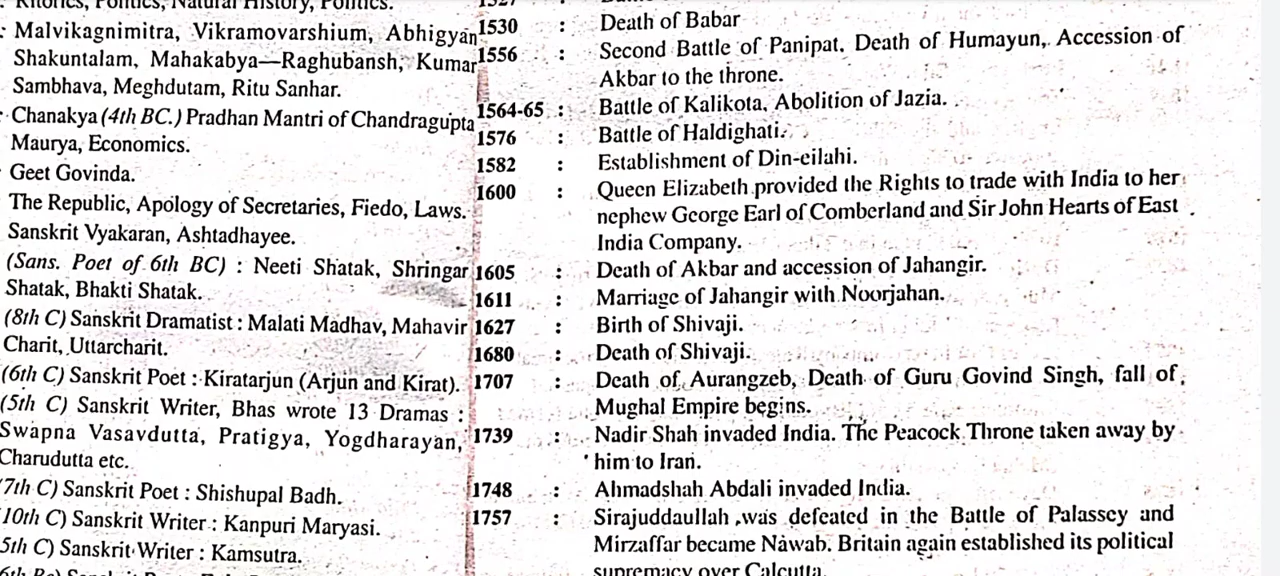 : Rhtorics, Politics, Natural History, Politics.
: Malvikagnimitra, Vikramovarshium, Abhigyan
Shakuntalam, Mahakabya—Raghubansh, Kumar
Sambhava, Meghdutam, Ritu Sanhar.
Chanakya (4th BC.) Pradhan Mantri of Chandragupta
Maurya, Economics.
Geet Govinda.
The Republic, Apology of Secretaries, Fiedo, Laws.
Sanskrit Vyakaran, Ashtadhayee.
(Sans. Poet of 6th BC) : Neeti Shatak, Shringar
Shatak, Bhakti Shatak.
(8th C) Sanskrit Dramatist : Malati Madhav, Mahavir
Charit, Uttarcharit.
(6th C) Sanskrit Poet : Kiratarjun (Arjun and Kirat).
(5th C) Sanskrit Writer, Bhas wrote 13 Dramas :
Swapna Vasavdutta, Pratigya, Yogdharayan,
Charudutta etc.
(7th C) Sanskrit Poet : Shishupal Badh.
(10th C) Sanskrit Writer : Kanpuri Maryasi.
5th C) Sanskrit Writer : Kamsutra.
1527 :
1530 : Death of Babar
1556 : Second Battle of Panipat. Death of Humayun, Accession of
Akbar to the throne.
1564-65 : Battle of Kalikota, Abolition of Jazia.
1576 : Battle of Haldighati.
1582 : Establishment of Din-eilahi.
1600 : Queen Elizabeth provided the Rights to trade with India to her
nephew George Earl of Comberland and Sir John Hearts of East
India Company.
1605 : Death of Akbar and accession of Jahangir.
1611 : Marriage of Jahangir with Noorjahan.
1627 : Birth of Shivaji.
1680 : Death of Shivaji.
1707 : Death of Aurangzeb, Death of Guru Govind Singh, fall of
Mughal Empire begins.
1739 : Nadir Shah invaded India. The Peacock Throne taken away by
him to Iran.
1748 : Ahmadshah Abdali invaded India.
1757 : Sirajuddaullah was defeated in the Battle of Palassey and
Mirzaffar became Nawab. Britain again established its political
supremacy over Calcutta.